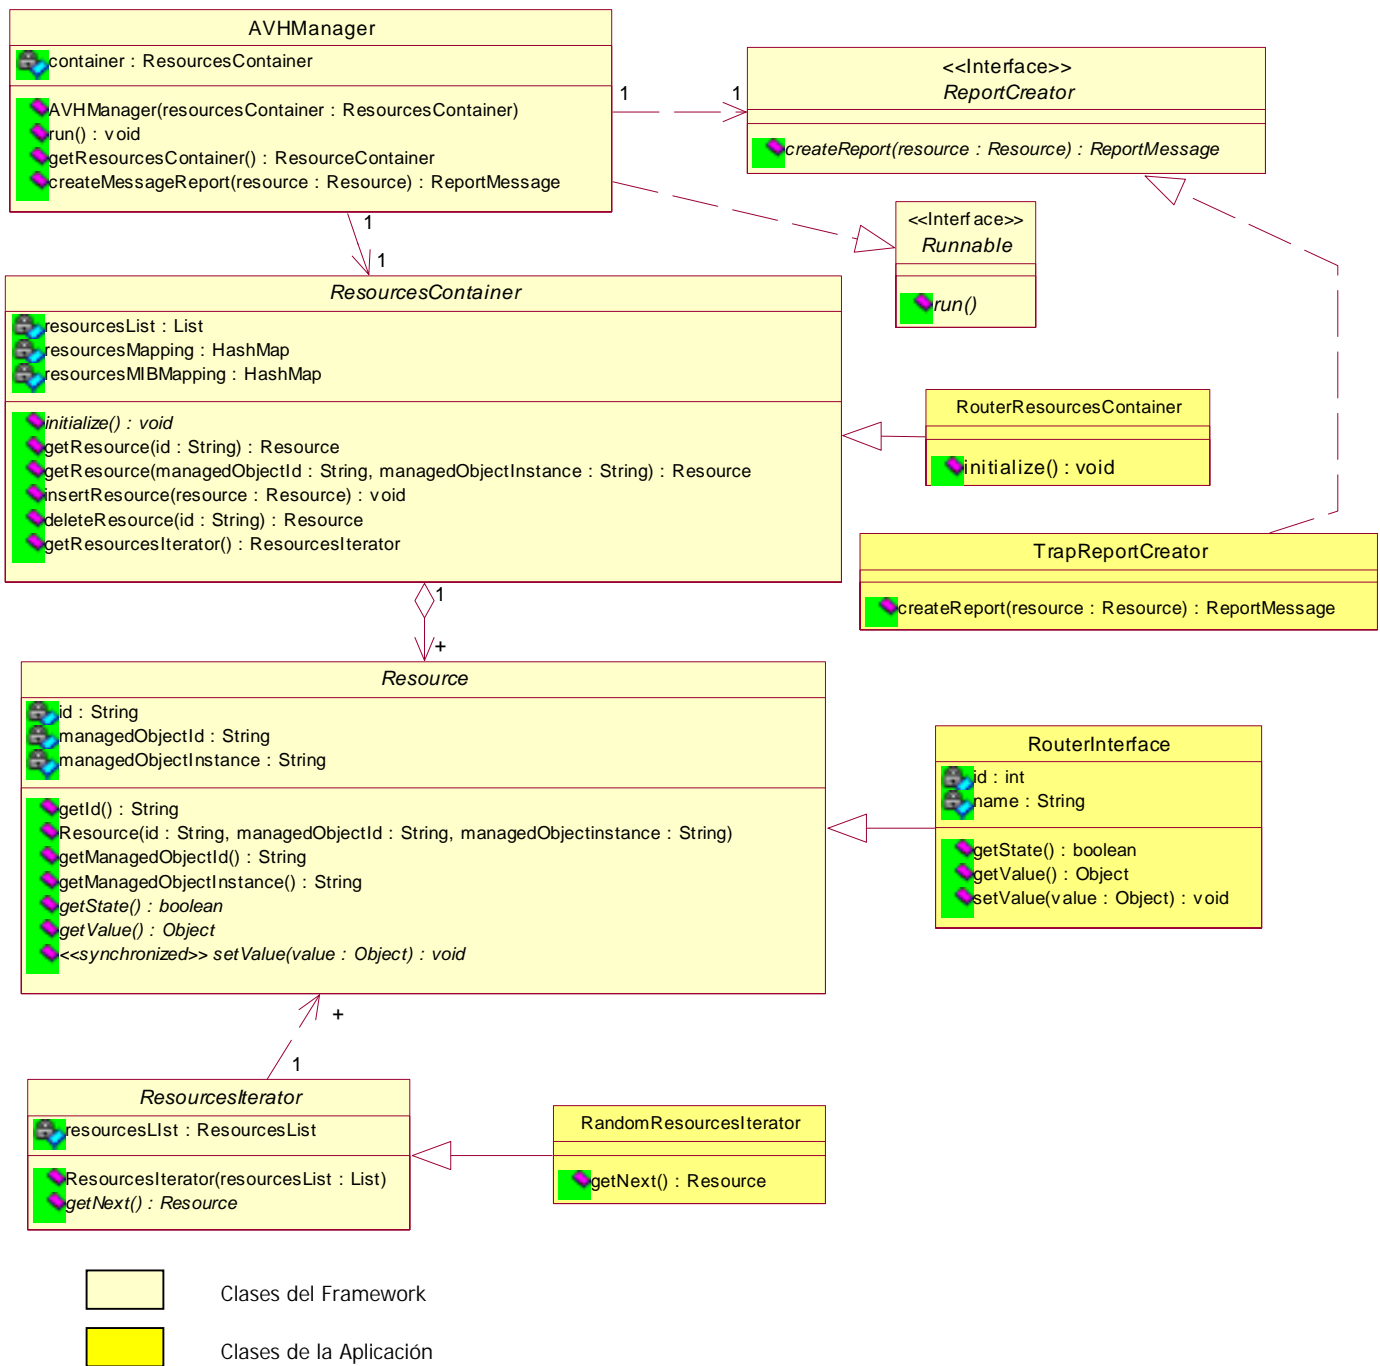 AVHManager
container : ResourcesContainer
AVHManager(resourcesContainer : ResourcesContainer)
run() : void
getResourcesContainer() : ResourceContainer
createMessageReport(resource : Resource) : ReportMessage
1
1
<<Interface>>
ReportCreator
createReport(resource : Resource) : ReportMessage
<<Interface>>
Runnable
run()
1
1
ResourcesContainer
resourcesList : List
resourcesMapping : HashMap
resourcesMIBMapping : HashMap
initialize() : void
getResource(id : String) : Resource
getResource(managedObjectId : String, managedObjectInstance : String) : Resource
insertResource(resource : Resource) : void
deleteResource(id : String) : Resource
getResourcesIterator() : ResourcesIterator
RouterResourcesContainer
initialize() : void
TrapReportCreator
createReport(resource : Resource) : ReportMessage
1
+
Resource
id : String
managedObjectId : String
managedObjectInstance : String
getId() : String
Resource(id : String, managedObjectId : String, managedObjectinstance : String)
getManagedObjectId() : String
getManagedObjectInstance() : String
getState() : boolean
getValue() : Object
<<synchronized>> setValue(value : Object) : void
RouterInterface
id : int
name : String
getState() : boolean
getValue() : Object
setValue(value : Object) : void
+
1
ResourcesIterator
resourcesLIst : ResourcesList
ResourcesIterator(resourcesList : List)
getNext() : Resource
RandomResourcesIterator
getNext() : Resource
Clases del Framework
Clases de la Aplicación